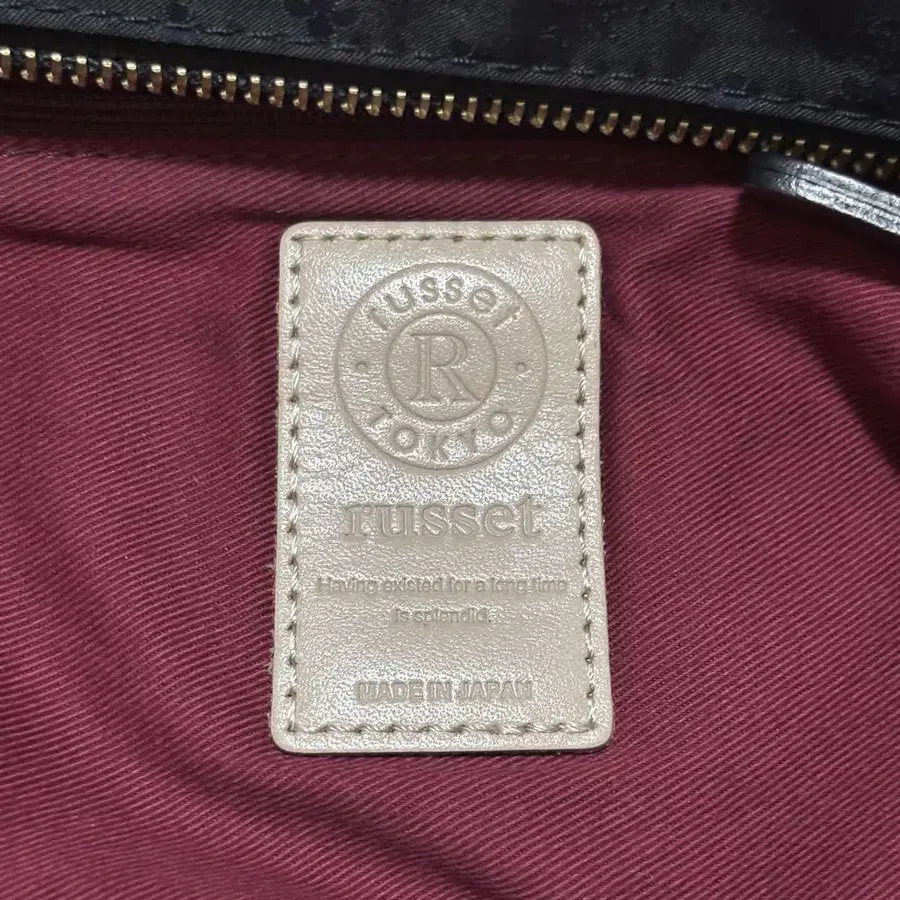 russet
R
TOKYO
russet
Having existed for a long time
is splendid.
MADE IN JAPAN